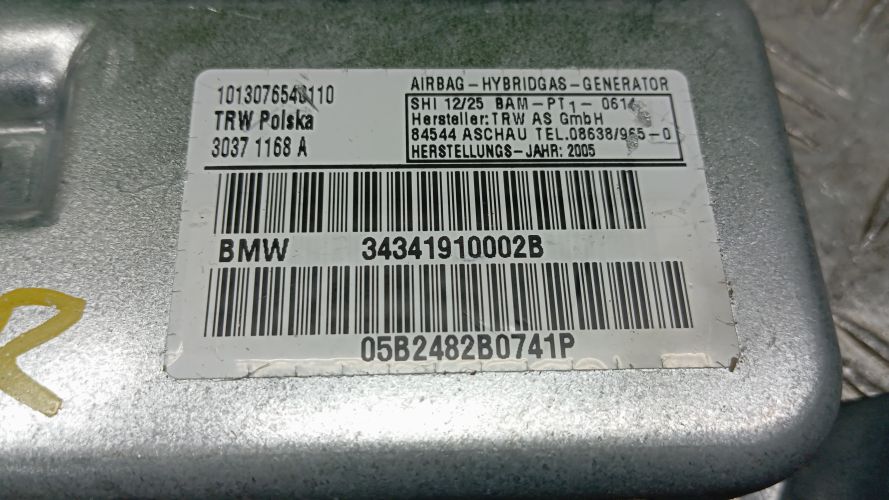 1013076543110
TRW Polska
3037 1168 A
AIRBAG-HYBRIDGAS-GENERATOR
SHI 12/25 BAM-PT1-0614
Hersteller:TRW AS GmbH
84544 ASCHAU TEL.08638/965-0
HERSTELLUNGS-JAHR: 2005
BMW 34341910002B
05B2482B0741P
R